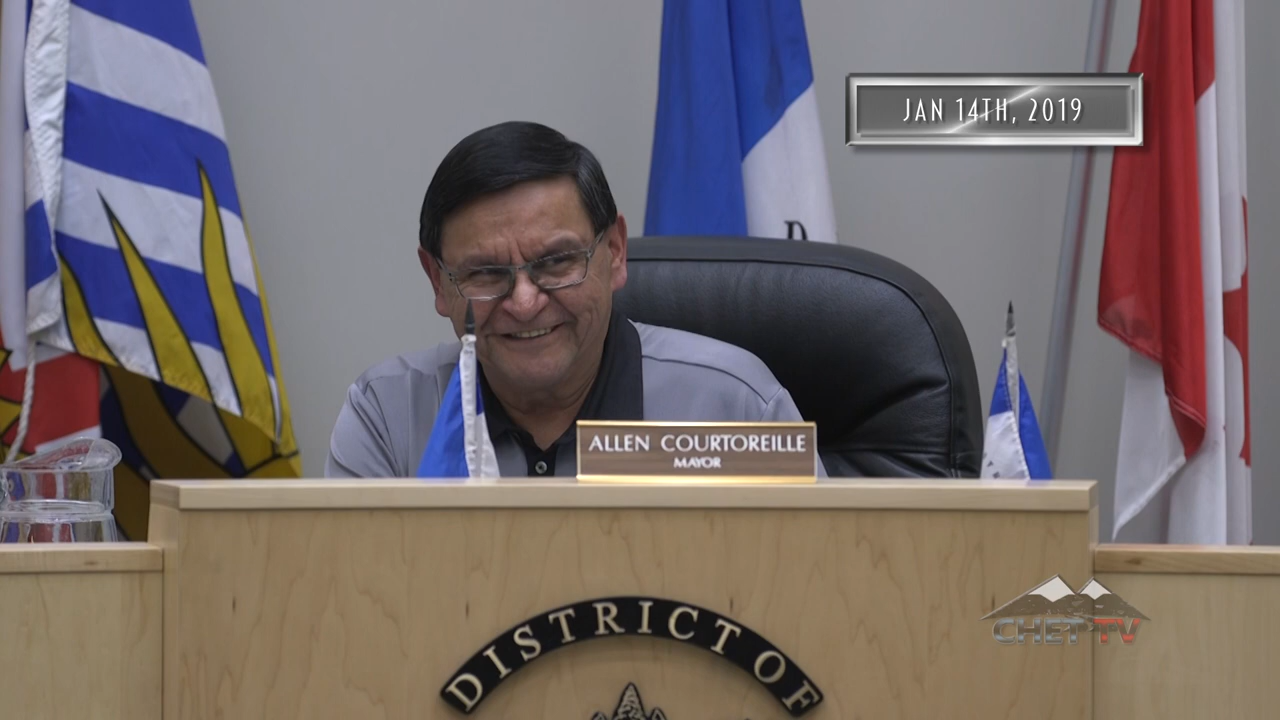 JAN 14TH, 2019
D
ALLEN COURTOREILLE
MAYOR
CHET TV
DISTRICT OF